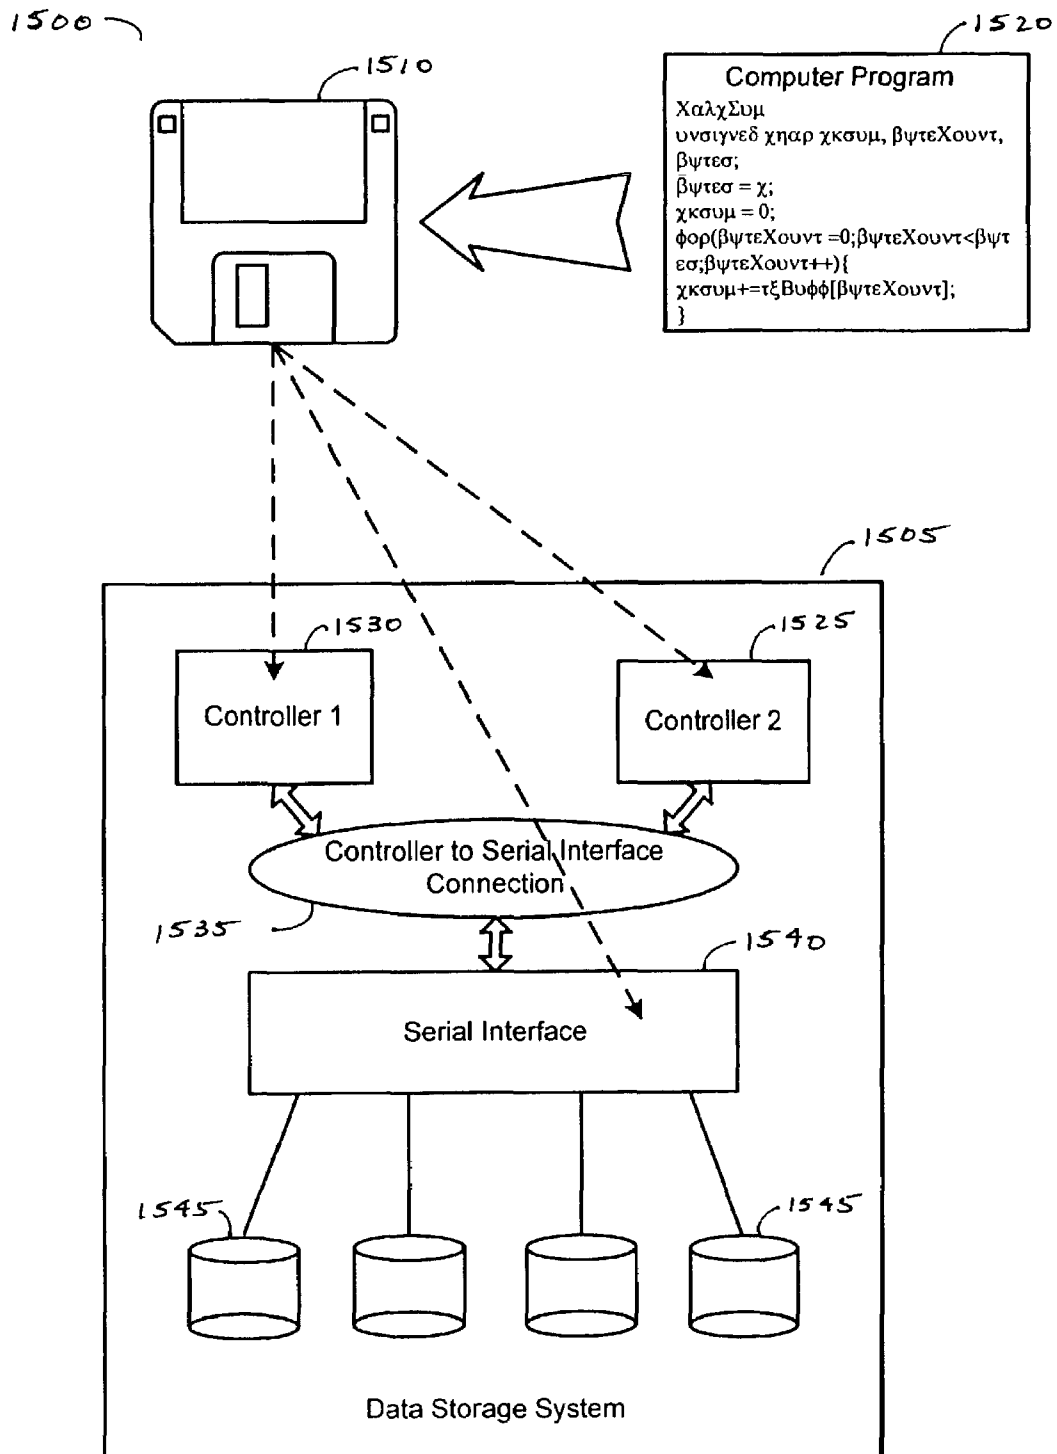 1500
1510
1520
Computer Program
ΧαλχΣυμ
υνσιγνεδ χηαρ χκσυμ, βψτεΧουντ,
βψτεσ;
βψτεσ = χ;
χκσυμ = 0;
φορ(βψτεΧουντ =0;βψτεΧουντ<βψτ
εσ;βψτεΧουντ++){
χκσυμ+=τξΒυφφ[βψτεΧουντ];
}
1505
1530
1525
Controller 1
Controller 2
Controller to Serial Interface
Connection
1535
1540
Serial Interface
1545
1545
Data Storage System